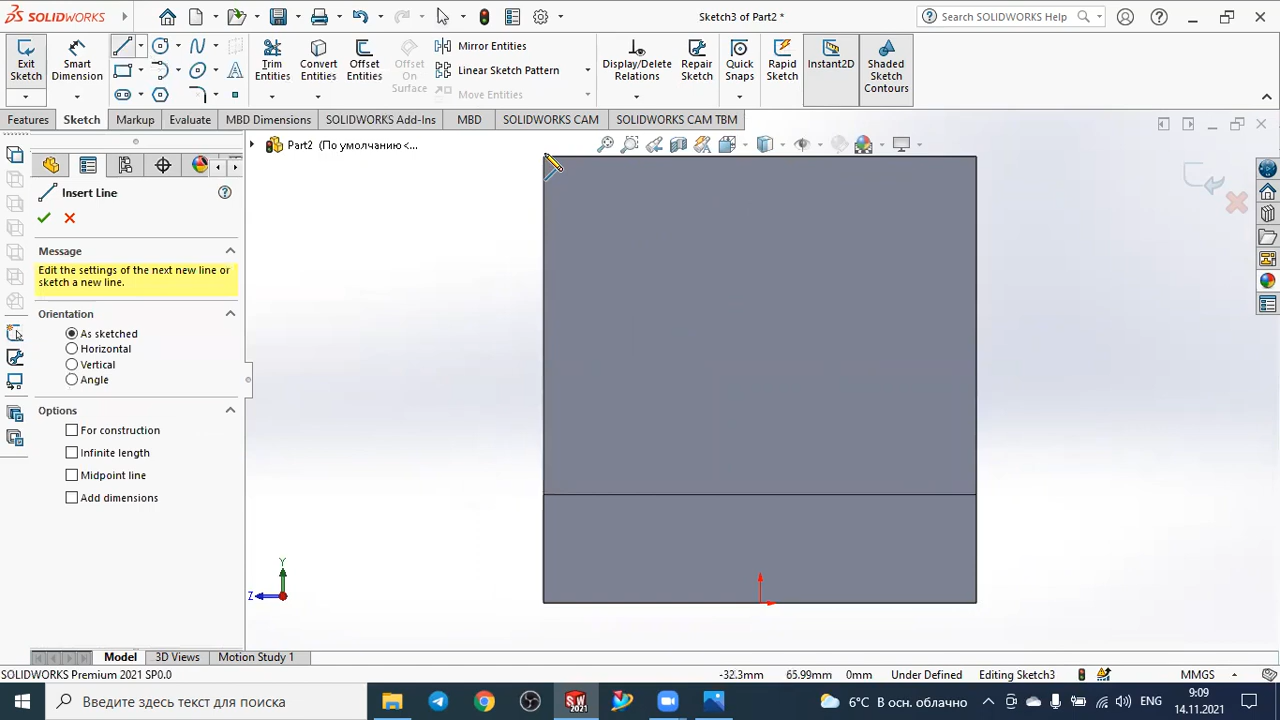 SOLIDWORKS
Sketch3 of Part2 *
Search SOLIDWORKS Help
Exit Sketch
Smart Dimension
Trim Entities
Convert Entities
Offset Entities
Offset On Surface
Mirror Entities
Linear Sketch Pattern
Move Entities
Display/Delete Relations
Repair Sketch
Quick Snaps
Rapid Sketch
Instant2D
Shaded Sketch Contours
Features
Sketch
Markup
Evaluate
MBD Dimensions
SOLIDWORKS Add-Ins
MBD
SOLIDWORKS CAM
SOLIDWORKS CAM TBM
Part2 (По умолчанию <...
Insert Line
Message
Edit the settings of the next new line or
sketch a new line.
Orientation
As sketched
Horizontal
Vertical
Angle
Options
For construction
Infinite length
Midpoint line
Add dimensions
Y
Z
Model
3D Views
Motion Study 1
SOLIDWORKS Premium 2021 SP0.0
-32.3mm
65.99mm
0mm
Under Defined
Editing Sketch3
MMGS
Введите здесь текст для поиска
SW
2021
6°C В осн. облачно
ENG
9:09
14.11.2021